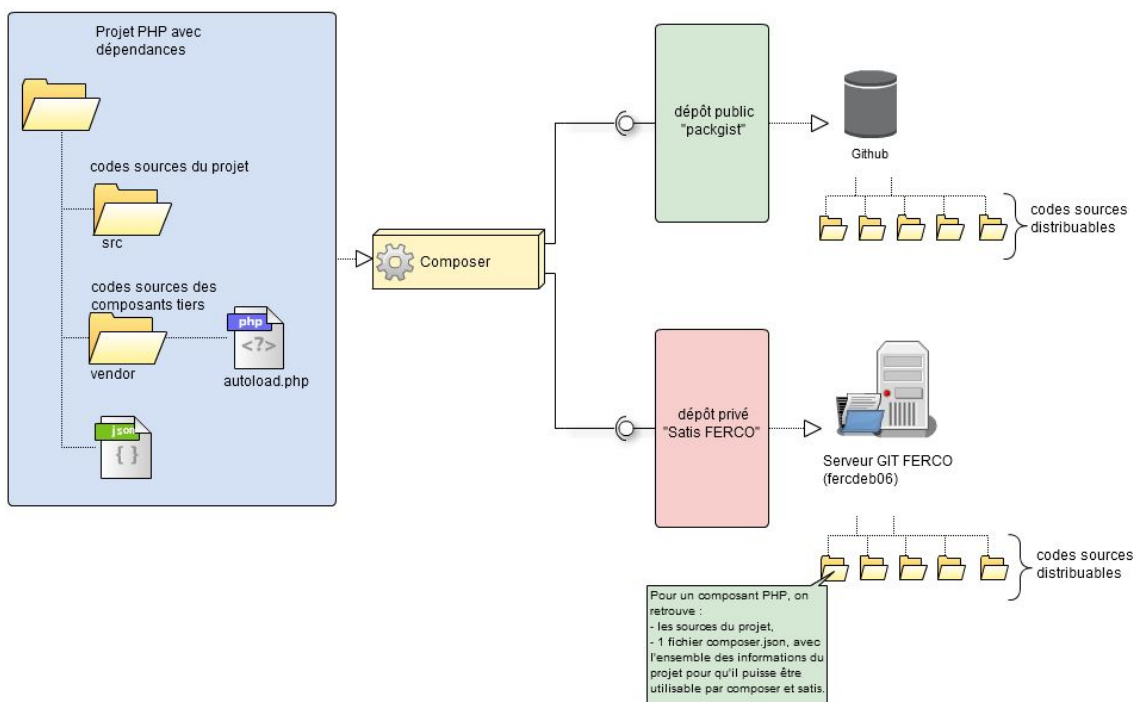 Projet PHP avec
dépendances
codes sources du projet
src
codes sources des
composants tiers
vendor
php
<?>
autoload.php
json
{ }
Composer
dépôt public
"packgist"
Github
codes sources
distribuables
dépôt privé
"Satis FERCO"
Serveur GIT FERCO
(fercdeb06)
codes sources
distribuables
Pour un composant PHP, on
retrouve :
- les sources du projet,
- 1 fichier composer.json, avec
l'ensemble des informations du
projet pour qu'il puisse être
utilisable par composer et satis.